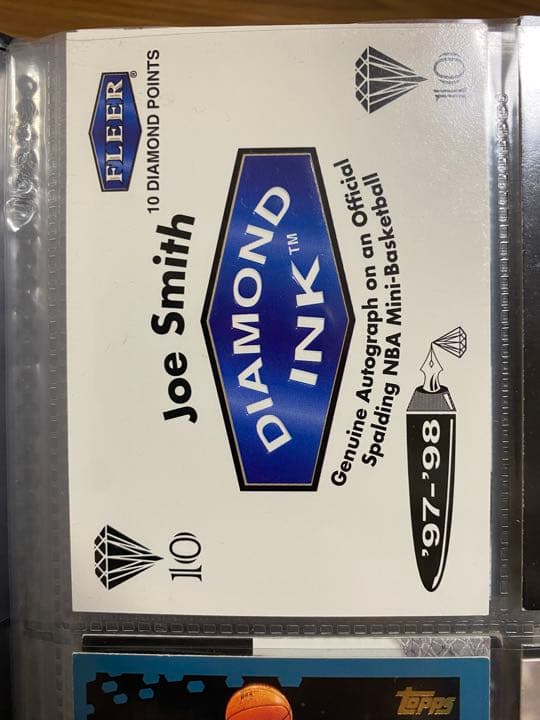 FLEER®
10 DIAMOND POINTS
10
Joe Smith
DIAMOND
INK™
Genuine Autograph on an Official
Spalding NBA Mini-Basketball
10
'97-'98
topps